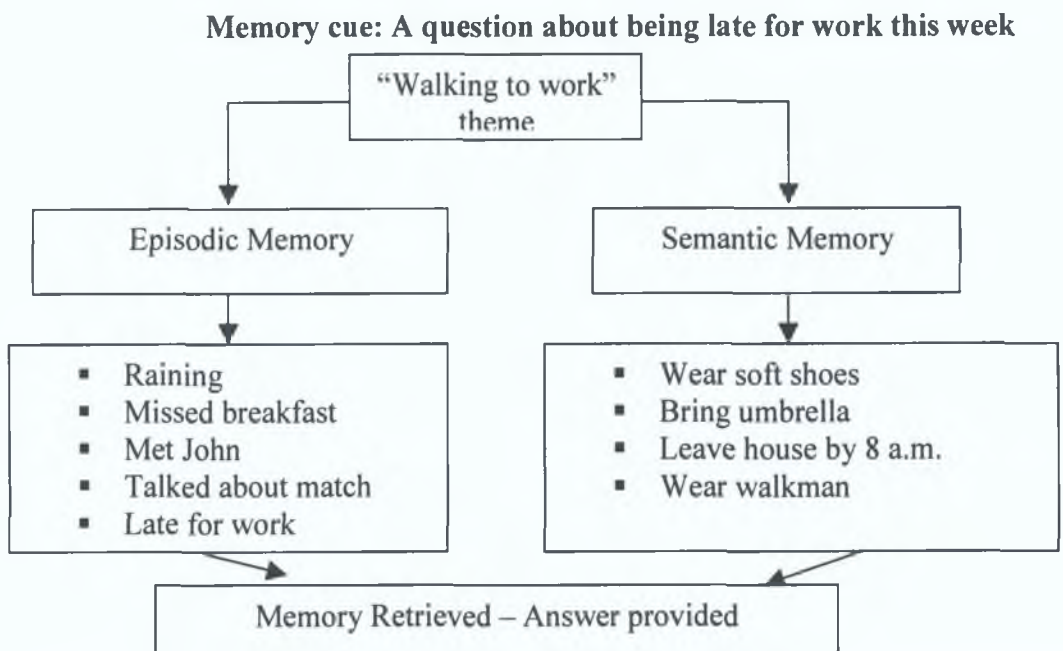 Memory cue: A question about being late for work this week
“Walking to work”
theme
Episodic Memory
Semantic Memory
▪ Raining
▪ Missed breakfast
▪ Met John
▪ Talked about match
▪ Late for work
▪ Wear soft shoes
▪ Bring umbrella
▪ Leave house by 8 a.m.
▪ Wear walkman
Memory Retrieved – Answer provided